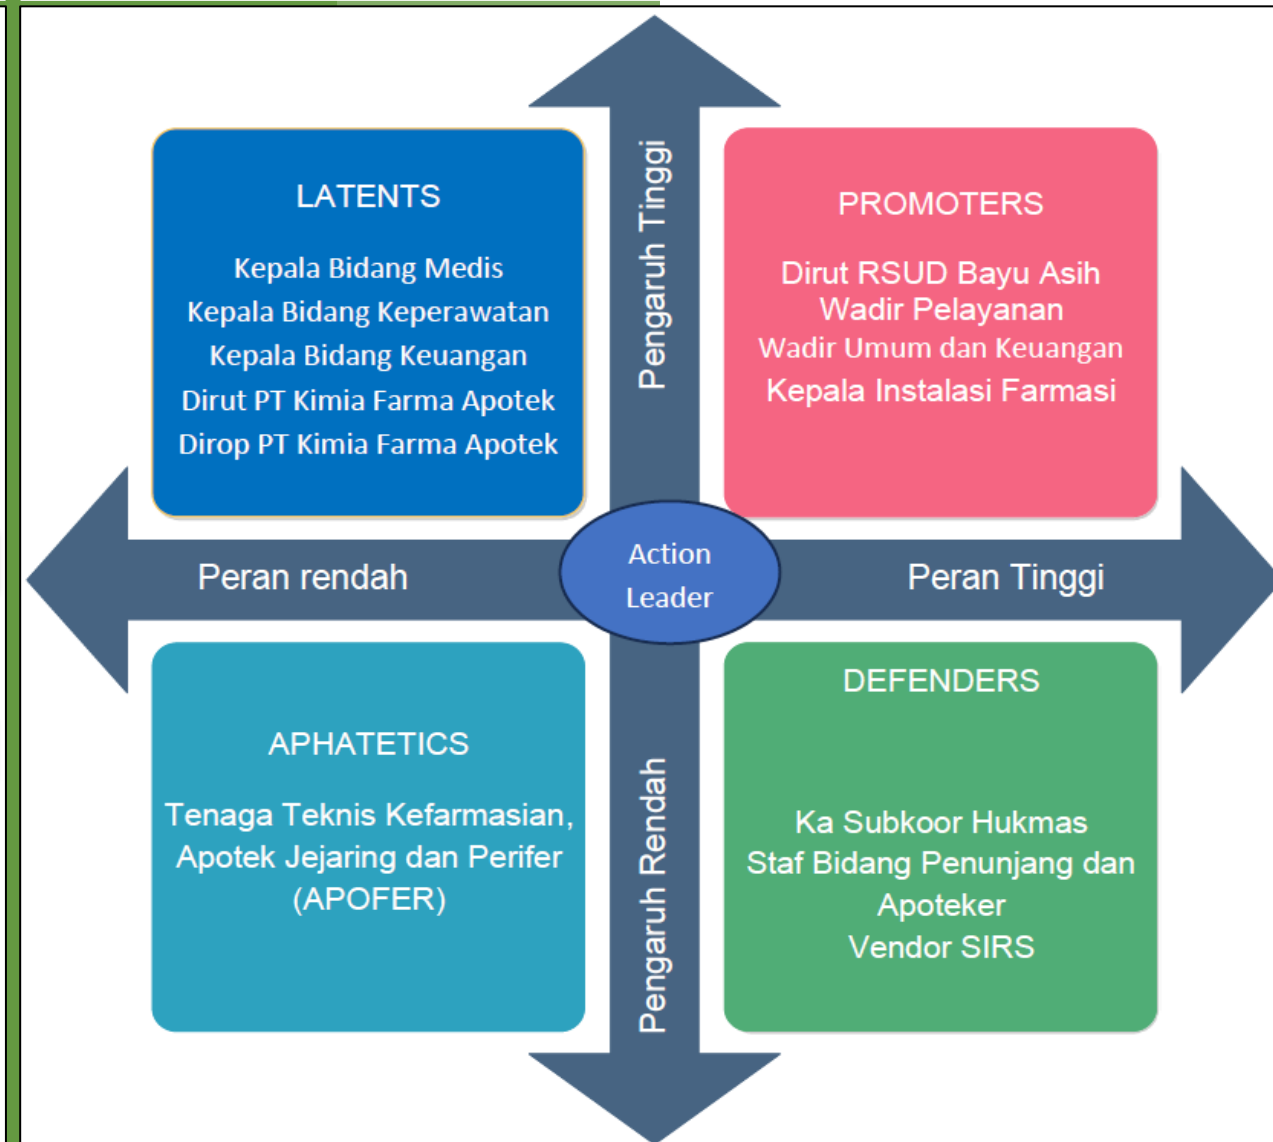 Pengaruh Tinggi
LATENTS
Kepala Bidang Medis
Kepala Bidang Keperawatan
Kepala Bidang Keuangan
Dirut PT Kimia Farma Apotek
Dirop PT Kimia Farma Apotek
PROMOTERS
Dirut RSUD Bayu Asih
Wadir Pelayanan
Wadir Umum dan Keuangan
Kepala Instalasi Farmasi
Peran rendah
Action
Leader
Peran Tinggi
APHATETICS
Tenaga Teknis Kefarmasian,
Apotek Jejaring dan Perifer
(APOFER)
Pengaruh Rendah
DEFENDERS
Ka Subkoor Hukmas
Staf Bidang Penunjang dan
Apoteker
Vendor SIRS